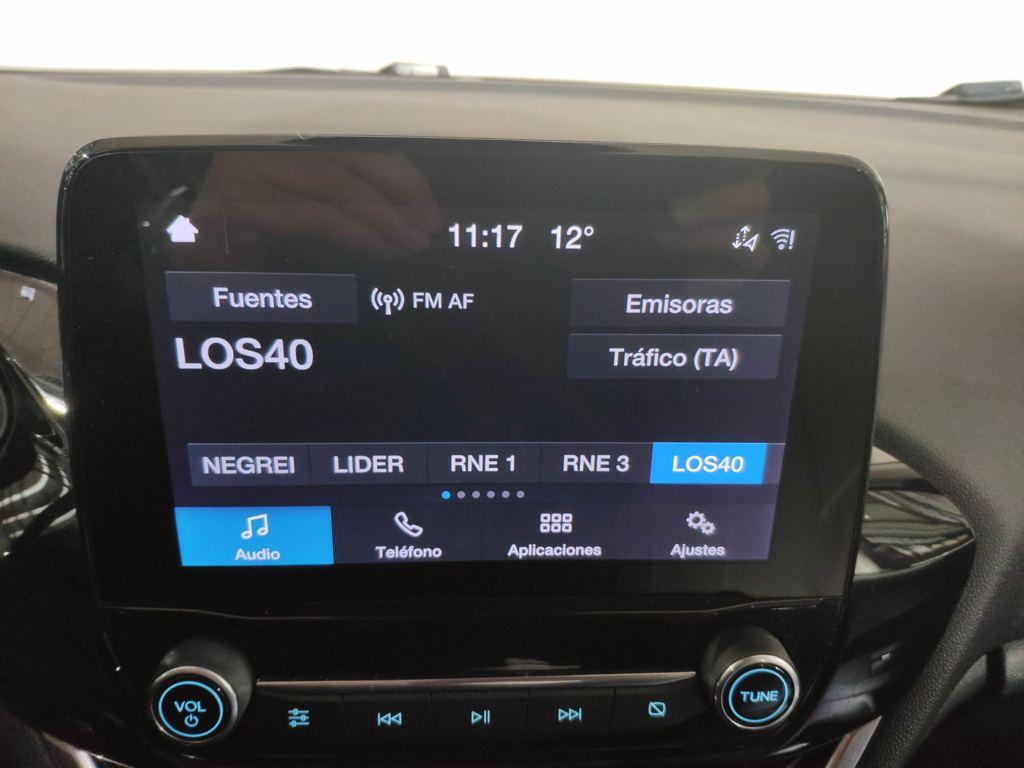 11:17 12°
Fuentes FM AF Emisoras
LOS40 Tráfico (TA)
NEGREI LIDER RNE 1 RNE 3 LOS40
Audio Teléfono Aplicaciones Ajustes
VOL TUNE